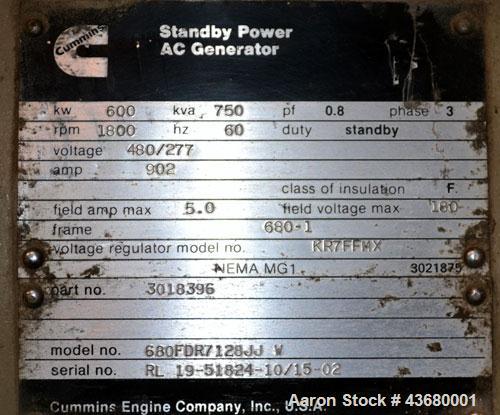 Cummins
Standby Power
AC Generator
kw 600 kva 750 pf 0.8 phase 3
rpm 1800 hz 60 duty standby
voltage 480/277
amp 902
class of insulation F.
field amp max 5.0 field voltage max 180
frame 680-1
voltage regulator model no. KR7FFMX
NEMA MG1 3021875
part no. 3018396
model no. 680FDR7128JJ W
serial no. RL 19-51824-10/15-02
Cummins Engine Company, Inc., U.S.A.
Aaron Stock # 43680001